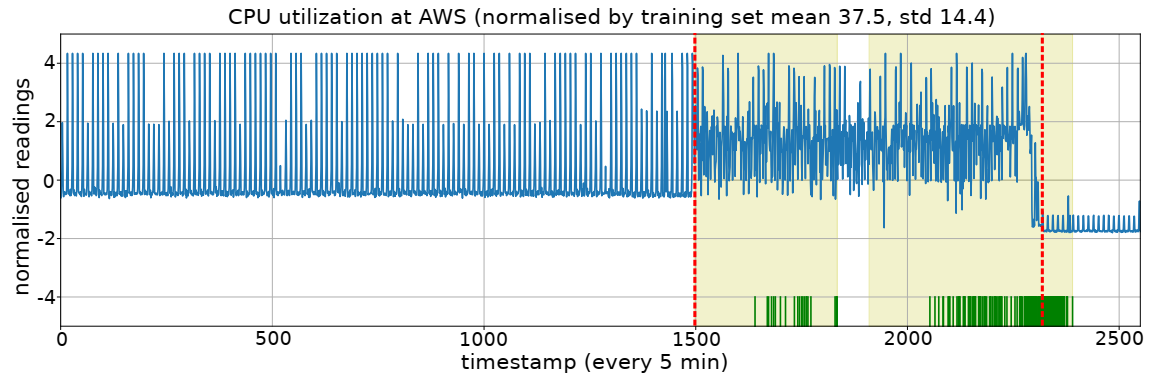 CPU utilization at AWS (normalised by training set mean 37.5, std 14.4)
normalised readings
4
2
0
-2
-4
0 500 1000 1500 2000 2500
timestamp (every 5 min)